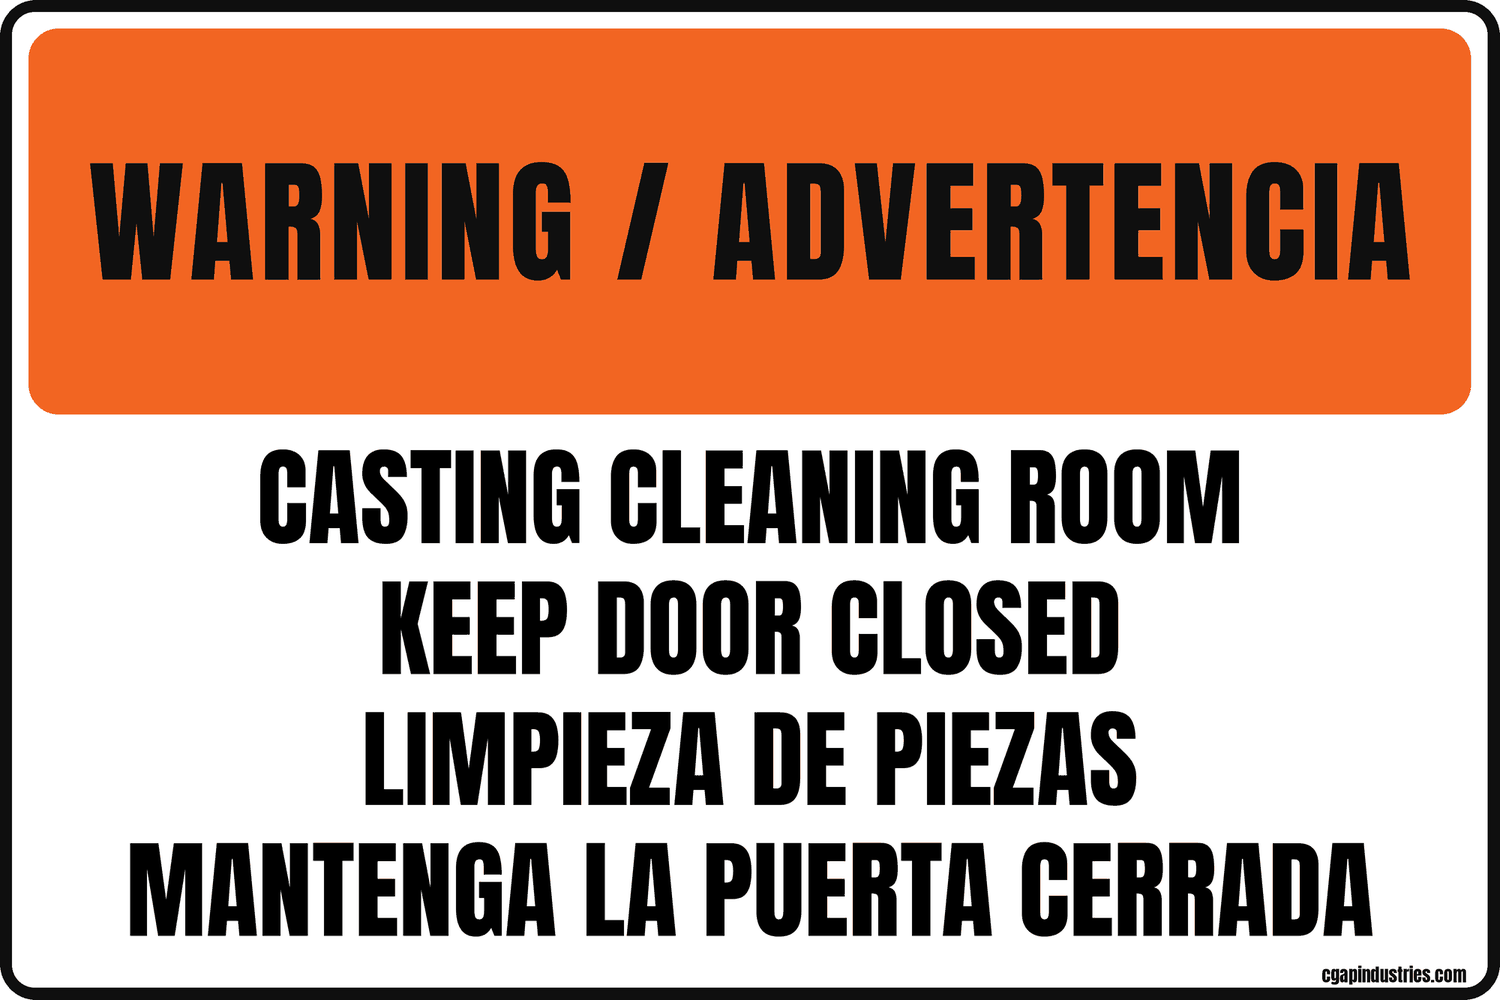 WARNING / ADVERTENCIA
CASTING CLEANING ROOM
KEEP DOOR CLOSED
LIMPIEZA DE PIEZAS
MANTENGA LA PUERTA CERRADA
cgapindustries.com